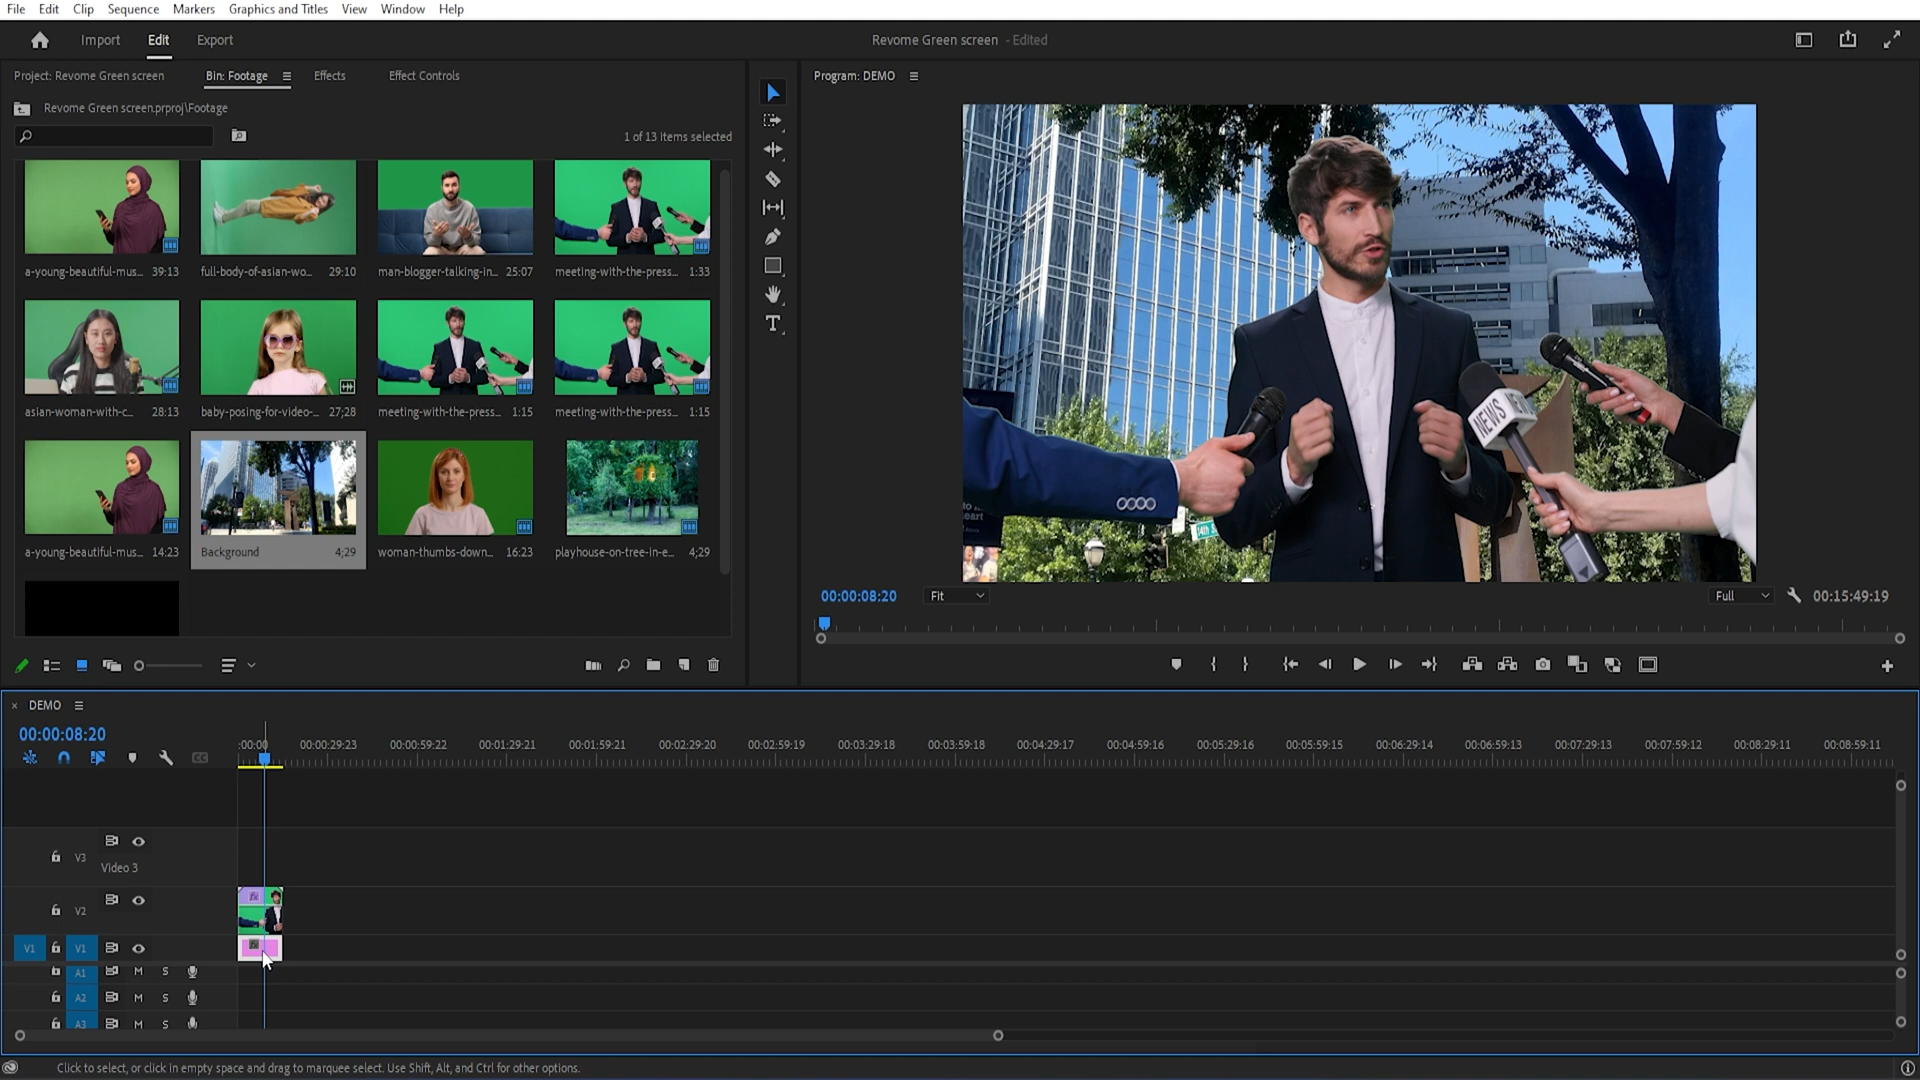 File Edit Clip Sequence Markers Graphics and Titles View Window Help
Import Edit Export
Revome Green screen - Edited
Project: Revome Green screen Bin: Footage Effects Effect Controls
Revome Green screen.prproj\Footage
1 of 13 items selected
a-young-beautiful-mus... 39:13
full-body-of-asian-wo... 29:10
man-blogger-talking-in... 25:07
meeting-with-the-press... 1:33
asian-woman-with-c... 28:13
baby-posing-for-video-... 27;28
meeting-with-the-press... 1:15
meeting-with-the-press... 1:15
a-young-beautiful-mus... 14:23
Background 4;29
woman-thumbs-down... 16:23
playhouse-on-tree-in-e... 4;29
T
Program: DEMO
NEWS
14th
00:00:08:20 Fit Full 00:15:49:19
× DEMO
00:00:08:20
:00:00 00:00:29:23 00:00:59:22 00:01:29:21 00:01:59:21 00:02:29:20 00:02:59:19 00:03:29:18 00:03:59:18 00:04:29:17 00:04:59:16 00:05:29:16 00:05:59:15 00:06:29:14 00:06:59:13 00:07:29:13 00:07:59:12 00:08:29:11 00:08:59:11
CC
V3
Video 3
V2
fx
V1 V1
fx
A1 M S
A2 M S
A3 M S
Click to select, or click in empty space and drag to marquee select. Use Shift, Alt, and Ctrl for other options.